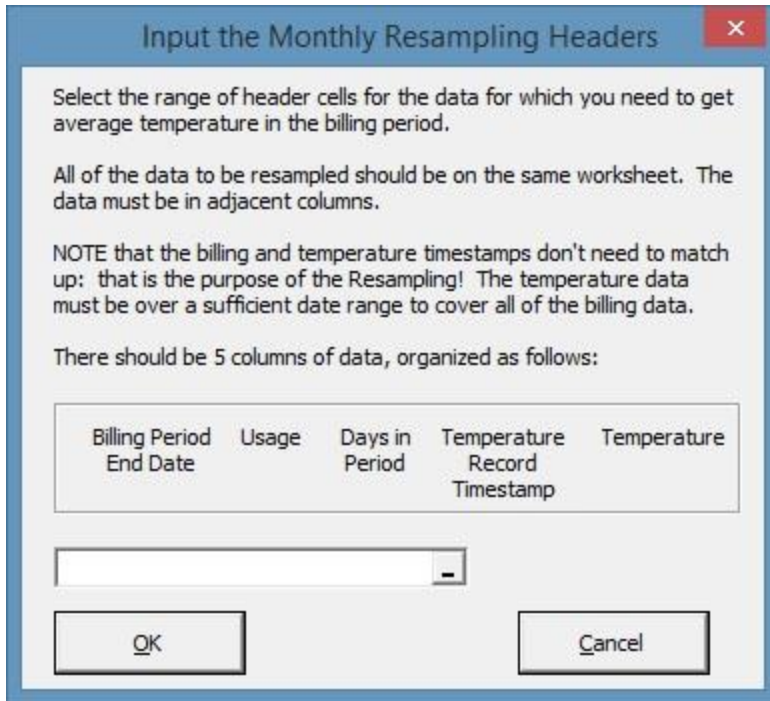 Input the Monthly Resampling Headers
Select the range of header cells for the data for which you need to get
average temperature in the billing period.
All of the data to be resampled should be on the same worksheet.  The
data must be in adjacent columns.
NOTE that the billing and temperature timestamps don't need to match
up:  that is the purpose of the Resampling!  The temperature data
must be over a sufficient date range to cover all of the billing data.
There should be 5 columns of data, organized as follows:
Billing Period Usage Days in Temperature Temperature
End Date Period Record
Timestamp
OK Cancel